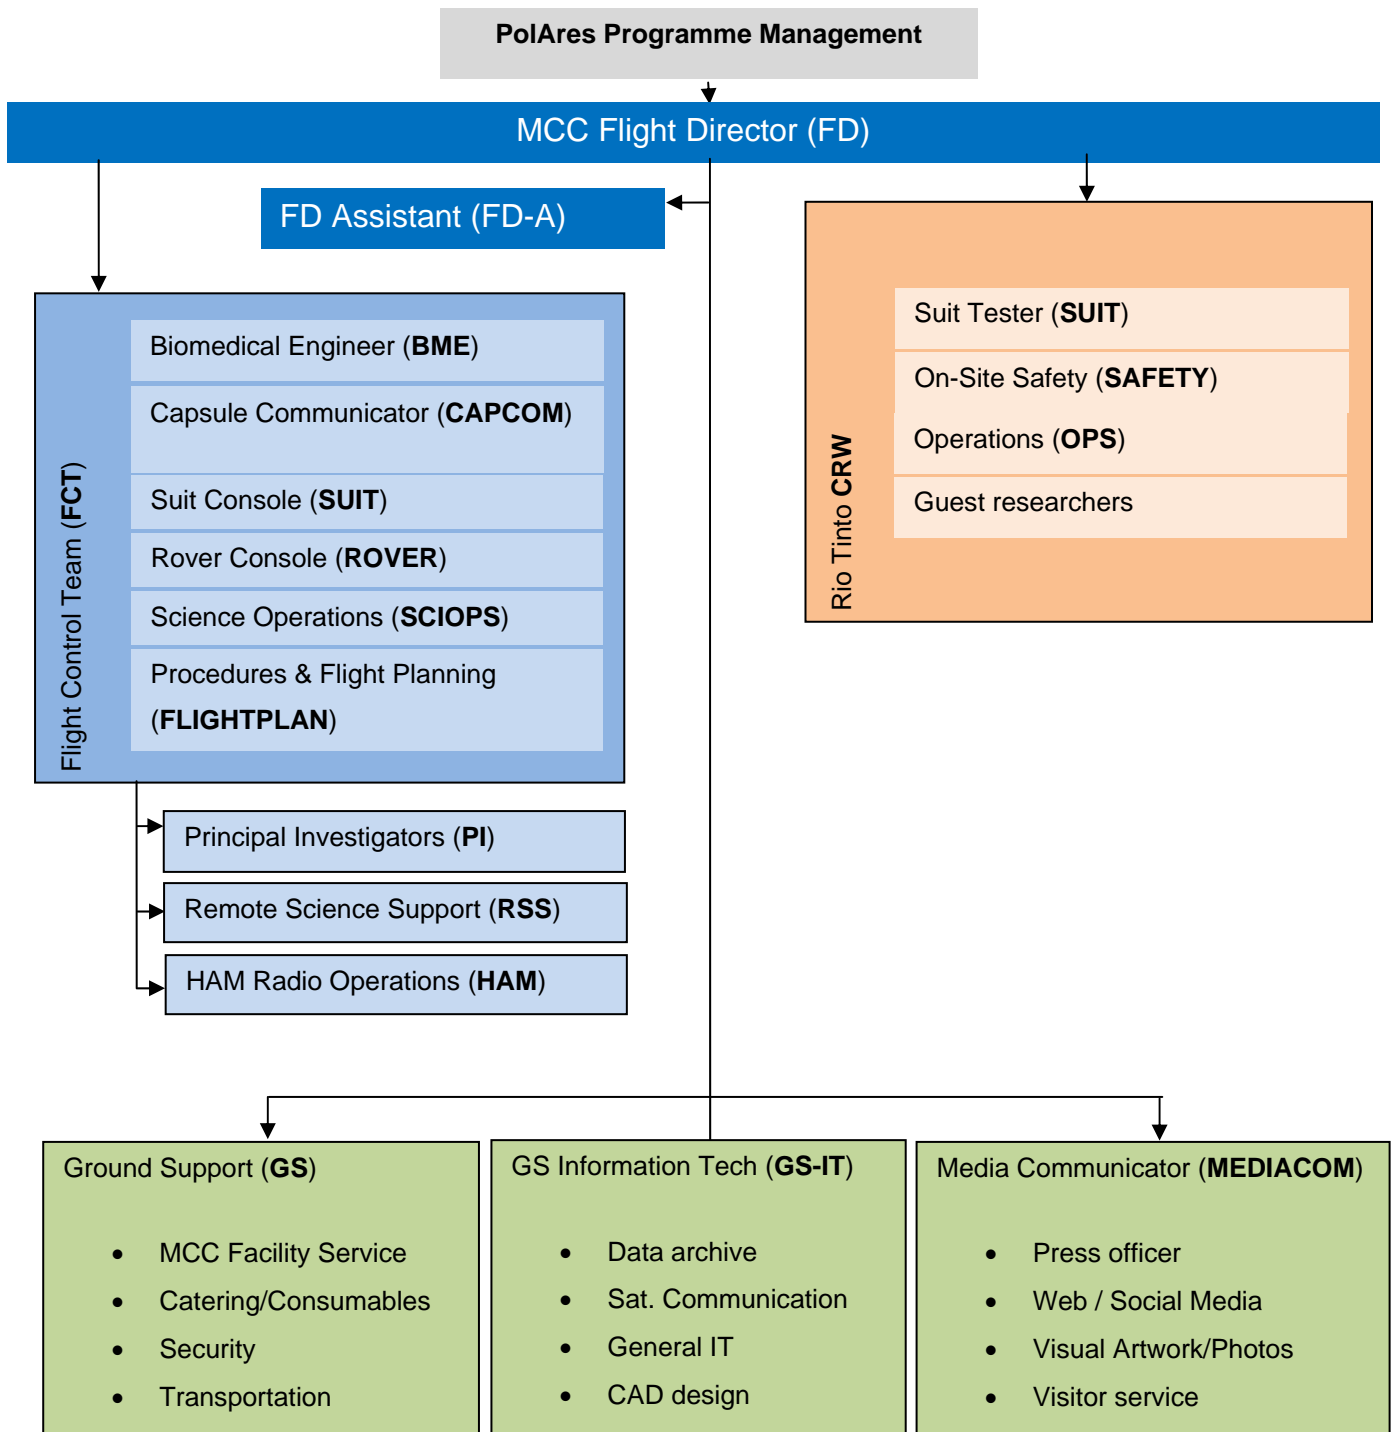 PolAres Programme Management
MCC Flight Director (FD)
FD Assistant (FD-A)
Flight Control Team (FCT)
Biomedical Engineer (BME)
Capsule Communicator (CAPCOM)
Suit Console (SUIT)
Rover Console (ROVER)
Science Operations (SCIOPS)
Procedures & Flight Planning
(FLIGHTPLAN)
Rio Tinto CRW
Suit Tester (SUIT)
On-Site Safety (SAFETY)
Operations (OPS)
Guest researchers
Principal Investigators (PI)
Remote Science Support (RSS)
HAM Radio Operations (HAM)
Ground Support (GS)
• MCC Facility Service
• Catering/Consumables
• Security
• Transportation
GS Information Tech (GS-IT)
• Data archive
• Sat. Communication
• General IT
• CAD design
Media Communicator (MEDIACOM)
• Press officer
• Web / Social Media
• Visual Artwork/Photos
• Visitor service